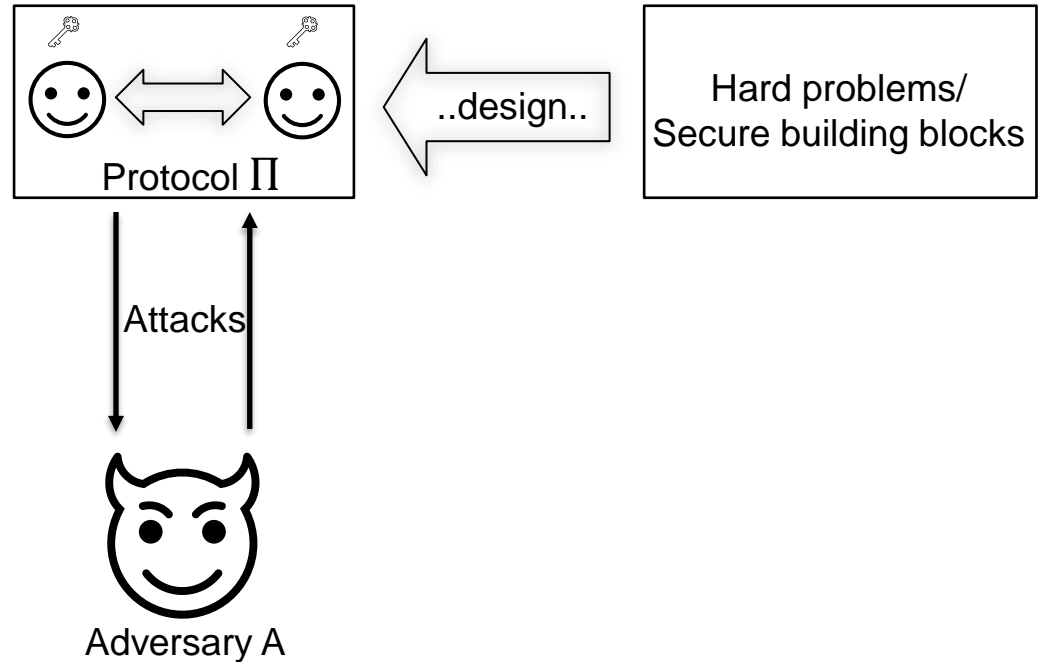 Protocol Π
..design..
Hard problems/
Secure building blocks
Attacks
Adversary A